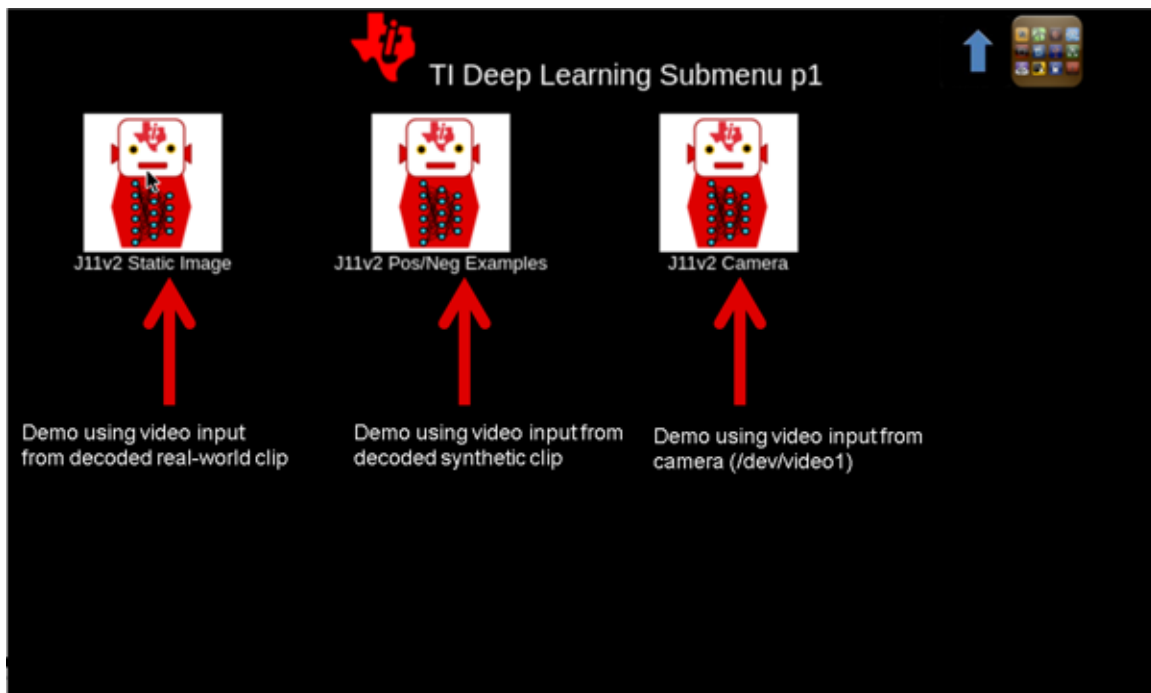 TI Deep Learning Submenu p1
J11v2 Static Image
J11v2 Pos/Neg Examples
J11v2 Camera
Demo using video input
from decoded real-world clip
Demo using video input from
decoded synthetic clip
Demo using video input from
camera (/dev/video1)